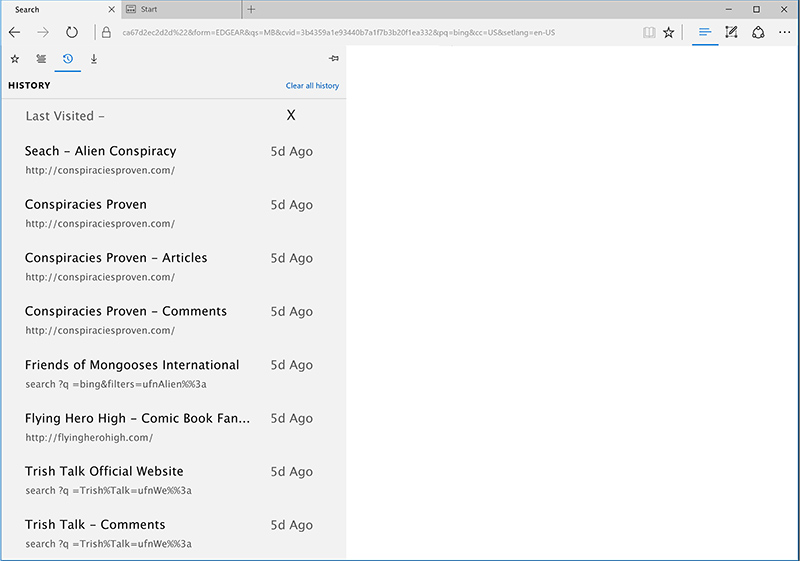 Search
Start
ca67d2ec2d2d%22&form=EDGEAR&qs=MB&cvid=3b4359a1e93440b7a1f7b3b20f1ea332&pq=bing&cc=US&setlang=en-US
HISTORY Clear all history
Last Visited – X
Seach – Alien Conspiracy 5d Ago
http://conspiraciesproven.com/
Conspiracies Proven 5d Ago
http://conspiraciesproven.com/
Conspiracies Proven – Articles 5d Ago
http://conspiraciesproven.com/
Conspiracies Proven – Comments 5d Ago
http://conspiraciesproven.com/
Friends of Mongooses International 5d Ago
search ?q =bing&filters=ufnAlien%%3a
Flying Hero High – Comic Book Fan... 5d Ago
http://flyingherohigh.com/
Trish Talk Official Website 5d Ago
search ?q =Trish%Talk=ufnWe%%3a
Trish Talk – Comments 5d Ago
search ?q =Trish%Talk=ufnWe%%3a